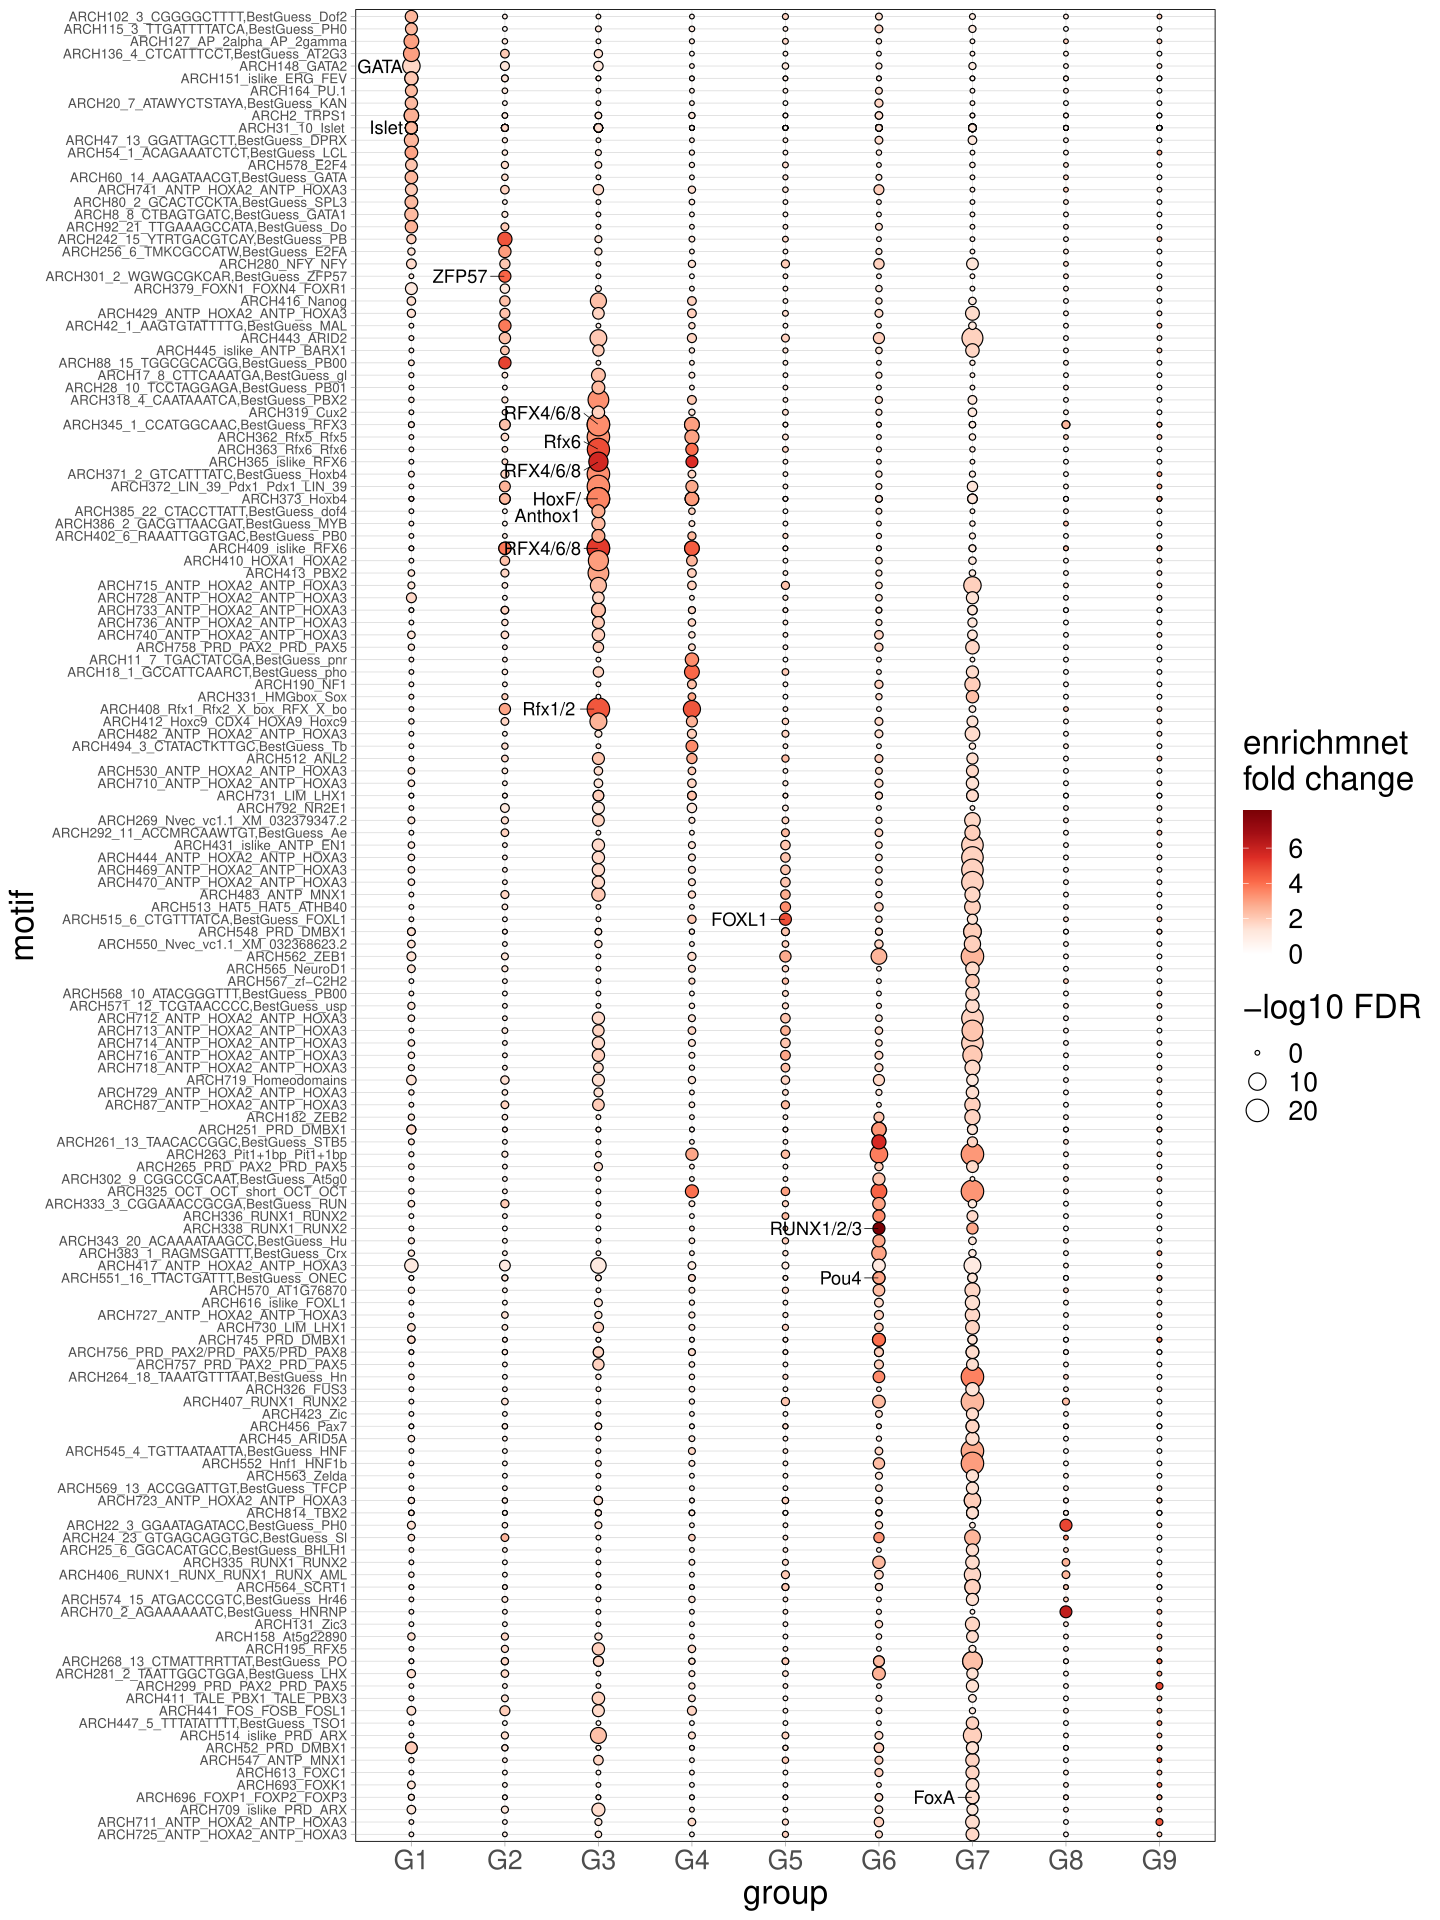 ARCH102_3_CGGGGCTTTT,BestGuess_Dof2
ARCH115_3_TTGATTTTATCA,BestGuess_PH0
ARCH127_AP_2alpha_AP_2gamma
ARCH136_4_CTCATTTCCT,BestGuess_AT2G3
ARCH148_GATA2
ARCH151_islike_ERG_FEV
ARCH164_PU.1
ARCH20_7_ATAWYCTSTAYA,BestGuess_KAN
ARCH2_TRPS1
ARCH31_10_Islet
ARCH47_13_GGATTAGCTT,BestGuess_DPRX
ARCH54_1_ACAGAAATCTCT,BestGuess_LCL
ARCH578_E2F4
ARCH60_14_AAGATAACGT,BestGuess_GATA
ARCH741_ANTP_HOXA2_ANTP_HOXA3
ARCH80_2_GCACTCCKTA,BestGuess_SPL3
ARCH8_8_CTBAGTGATC,BestGuess_GATA1
ARCH92_21_TTGAAAGCCATA,BestGuess_Do
ARCH242_15_YTRTGACGTCAY,BestGuess_PB
ARCH256_6_TMKCGCCATW,BestGuess_E2FA
ARCH280_NFY_NFY
ARCH301_2_WGWGCGKCAR,BestGuess_ZFP57
ARCH379_FOXN1_FOXN4_FOXR1
ARCH416_Nanog
ARCH429_ANTP_HOXA2_ANTP_HOXA3
ARCH42_1_AAGTGTATTTTG,BestGuess_MAL
ARCH443_ARID2
ARCH445_islike_ANTP_BARX1
ARCH88_15_TGGCGCACGG,BestGuess_PB00
ARCH17_8_CTTCAAATGA,BestGuess_gl
ARCH28_10_TCCTAGGAGA,BestGuess_PB01
ARCH318_4_CAATAAATCA,BestGuess_PBX2
ARCH319_Cux2
ARCH345_1_CCATGGCAAC,BestGuess_RFX3
ARCH362_Rfx5_Rfx5
ARCH363_Rfx6_Rfx6
ARCH365_islike_RFX6
ARCH371_2_GTCATTTATC,BestGuess_Hoxb4
ARCH372_LIN_39_Pdx1_Pdx1_LIN_39
ARCH373_Hoxb4
ARCH385_22_CTACCTTATT,BestGuess_dof4
ARCH386_2_GACGTTAACGAT,BestGuess_MYB
ARCH402_6_RAAATTGGTGAC,BestGuess_PB0
ARCH409_islike_RFX6
ARCH410_HOXA1_HOXA2
ARCH413_PBX2
ARCH715_ANTP_HOXA2_ANTP_HOXA3
ARCH728_ANTP_HOXA2_ANTP_HOXA3
ARCH733_ANTP_HOXA2_ANTP_HOXA3
ARCH736_ANTP_HOXA2_ANTP_HOXA3
ARCH740_ANTP_HOXA2_ANTP_HOXA3
ARCH758_PRD_PAX2_PRD_PAX5
ARCH11_7_TGACTATCGA,BestGuess_pnr
ARCH18_1_GCCATTCAARCT,BestGuess_pho
ARCH190_NF1
ARCH331_HMGbox_Sox
ARCH408_Rfx1_Rfx2_X_box_RFX_X_bo
ARCH412_Hoxc9_CDX4_HOXA9_Hoxc9
ARCH482_ANTP_HOXA2_ANTP_HOXA3
ARCH494_3_CTATACTKTTGC,BestGuess_Tb
ARCH512_ANL2
ARCH530_ANTP_HOXA2_ANTP_HOXA3
ARCH710_ANTP_HOXA2_ANTP_HOXA3
ARCH731_LIM_LHX1
ARCH792_NR2E1
ARCH269_Nvec_vc1.1_XM_032379347.2
ARCH292_11_ACCMRCAAWTGT,BestGuess_Ae
ARCH431_islike_ANTP_EN1
ARCH444_ANTP_HOXA2_ANTP_HOXA3
ARCH469_ANTP_HOXA2_ANTP_HOXA3
ARCH470_ANTP_HOXA2_ANTP_HOXA3
ARCH483_ANTP_MNX1
ARCH513_HAT5_HAT5_ATHB40
ARCH515_6_CTGTTTATCA,BestGuess_FOXL1
ARCH548_PRD_DMBX1
ARCH550_Nvec_vc1.1_XM_032368623.2
ARCH562_ZEB1
ARCH565_NeuroD1
ARCH567_zf−C2H2
ARCH568_10_ATACGGGTTT,BestGuess_PB00
ARCH571_12_TCGTAACCCC,BestGuess_usp
ARCH712_ANTP_HOXA2_ANTP_HOXA3
ARCH713_ANTP_HOXA2_ANTP_HOXA3
ARCH714_ANTP_HOXA2_ANTP_HOXA3
ARCH716_ANTP_HOXA2_ANTP_HOXA3
ARCH718_ANTP_HOXA2_ANTP_HOXA3
ARCH719_Homeodomains
ARCH729_ANTP_HOXA2_ANTP_HOXA3
ARCH87_ANTP_HOXA2_ANTP_HOXA3
ARCH182_ZEB2
ARCH251_PRD_DMBX1
ARCH261_13_TAACACCGGC,BestGuess_STB5
ARCH263_Pit1+1bp_Pit1+1bp
ARCH265_PRD_PAX2_PRD_PAX5
ARCH302_9_CGGCCGCAAT,BestGuess_At5g0
ARCH325_OCT_OCT_short_OCT_OCT
ARCH333_3_CGGAAACCGCGA,BestGuess_RUN
ARCH336_RUNX1_RUNX2
ARCH338_RUNX1_RUNX2
ARCH343_20_ACAAAATAAGCC,BestGuess_Hu
ARCH383_1_RAGMSGATTT,BestGuess_Crx
ARCH417_ANTP_HOXA2_ANTP_HOXA3
ARCH551_16_TTACTGATTT,BestGuess_ONEC
ARCH570_AT1G76870
ARCH616_islike_FOXL1
ARCH727_ANTP_HOXA2_ANTP_HOXA3
ARCH730_LIM_LHX1
ARCH745_PRD_DMBX1
ARCH756_PRD_PAX2/PRD_PAX5/PRD_PAX8
ARCH757_PRD_PAX2_PRD_PAX5
ARCH264_18_TAAATGTTTAAT,BestGuess_Hn
ARCH326_FUS3
ARCH407_RUNX1_RUNX2
ARCH423_Zic
ARCH456_Pax7
ARCH45_ARID5A
ARCH545_4_TGTTAATAATTA,BestGuess_HNF
ARCH552_Hnf1_HNF1b
ARCH563_Zelda
ARCH569_13_ACCGGATTGT,BestGuess_TFCP
ARCH723_ANTP_HOXA2_ANTP_HOXA3
ARCH814_TBX2
ARCH22_3_GGAATAGATACC,BestGuess_PH0
ARCH24_23_GTGAGCAGGTGC,BestGuess_Sl
ARCH25_6_GGCACATGCC,BestGuess_BHLH1
ARCH335_RUNX1_RUNX2
ARCH406_RUNX1_RUNX_RUNX1_RUNX_AML
ARCH564_SCRT1
ARCH574_15_ATGACCCGTC,BestGuess_Hr46
ARCH70_2_AGAAAAAATC,BestGuess_HNRNP
ARCH131_Zic3
ARCH158_At5g22890
ARCH195_RFX5
ARCH268_13_CTMATTRRTTAT,BestGuess_PO
ARCH281_2_TAATTGGCTGGA,BestGuess_LHX
ARCH299_PRD_PAX2_PRD_PAX5
ARCH411_TALE_PBX1_TALE_PBX3
ARCH441_FOS_FOSB_FOSL1
ARCH447_5_TTTATATTTT,BestGuess_TSO1
ARCH514_islike_PRD_ARX
ARCH52_PRD_DMBX1
ARCH547_ANTP_MNX1
ARCH613_FOXC1
ARCH693_FOXK1
ARCH696_FOXP1_FOXP2_FOXP3
ARCH709_islike_PRD_ARX
ARCH711_ANTP_HOXA2_ANTP_HOXA3
ARCH725_ANTP_HOXA2_ANTP_HOXA3
GATA
Islet
ZFP57
RFX4/6/8
Rfx6
RFX4/6/8
HoxF/
Anthox1
RFX4/6/8
Rfx1/2
FOXL1
RUNX1/2/3
Pou4
FoxA
motif
G1 G2 G3 G4 G5 G6 G7 G8 G9
group
enrichmnet
fold change
6
4
2
0
−log10 FDR
0
10
20